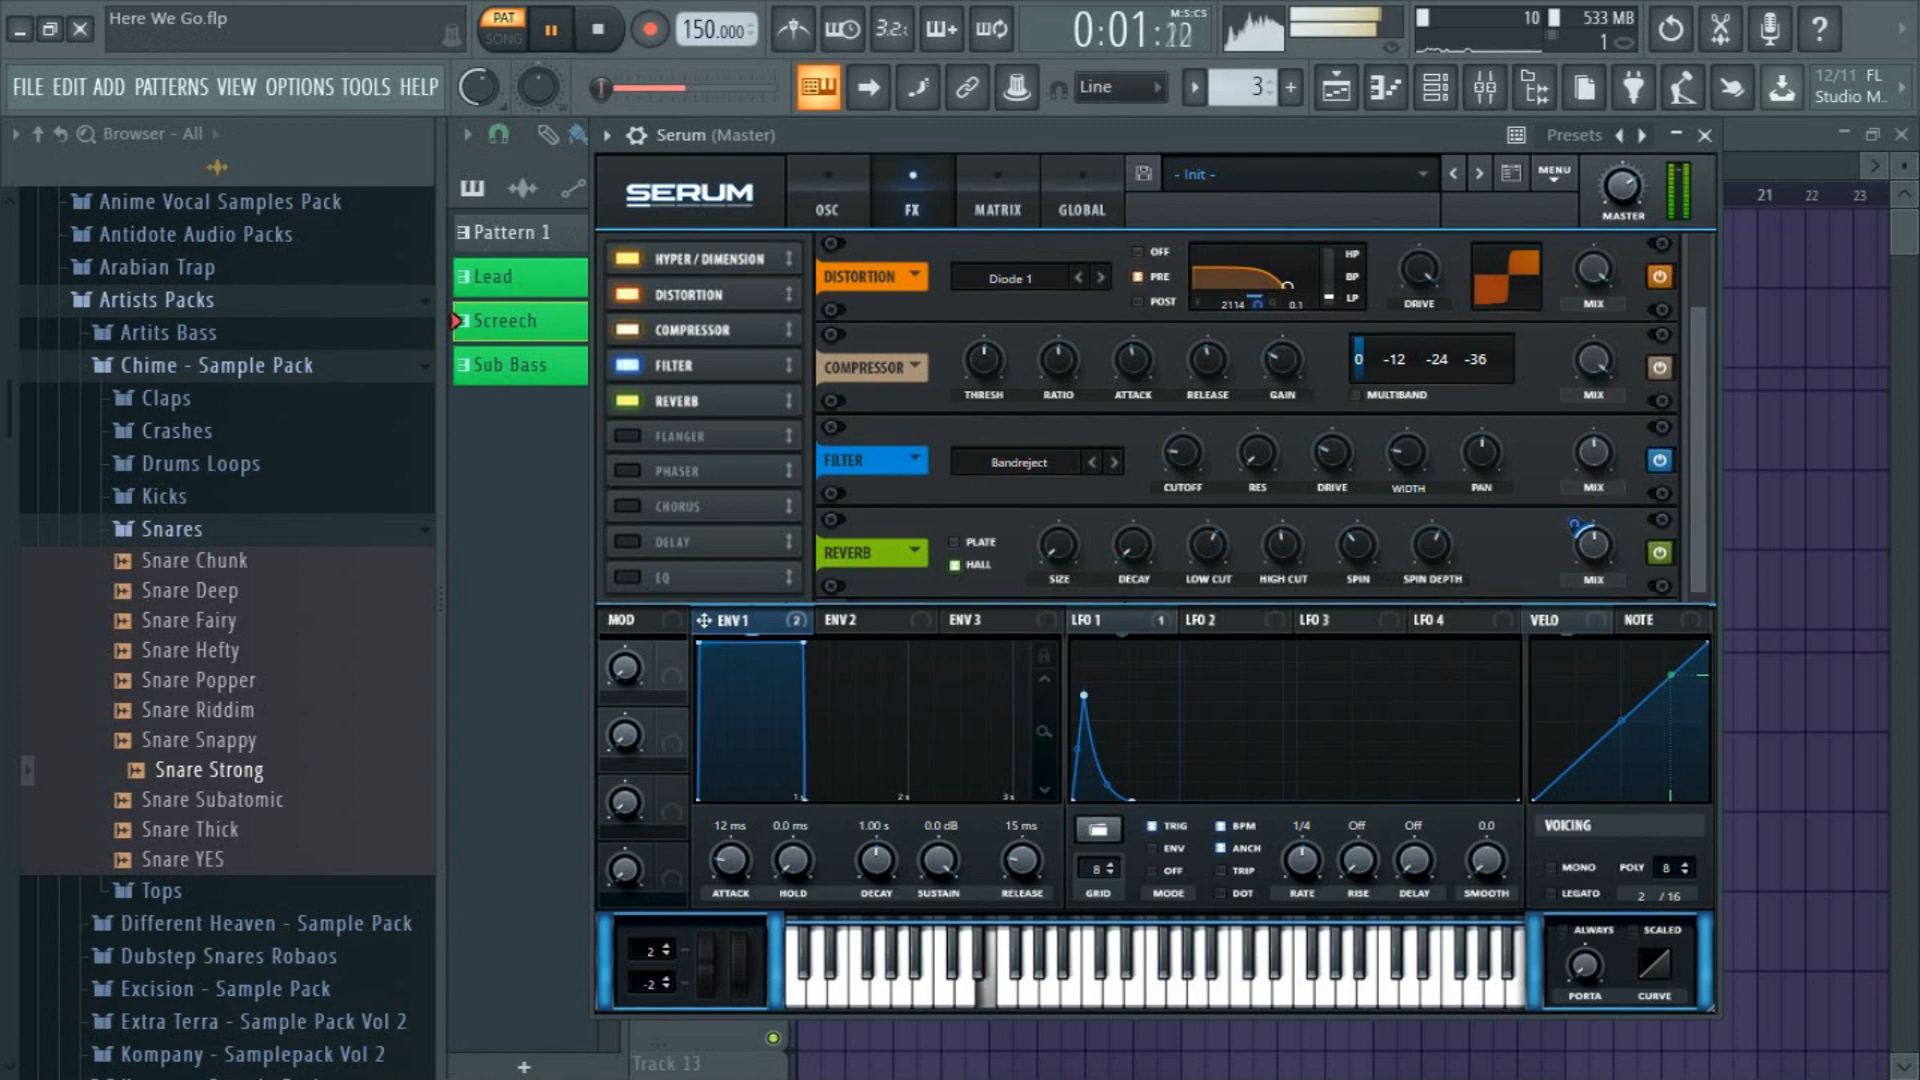 Here We Go.flp
PAT
SONG
150.000
3.2
0:01:
M:S:CS
10
533 MB
1
FILE EDIT ADD PATTERNS VIEW OPTIONS TOOLS HELP
Line
3
12/11 FL
Studio M..
Browser - All
Anime Vocal Samples Pack
Antidote Audio Packs
Arabian Trap
Artists Packs
Artits Bass
Chime - Sample Pack
Claps
Crashes
Drums Loops
Kicks
Snares
Snare Chunk
Snare Deep
Snare Fairy
Snare Hefty
Snare Popper
Snare Riddim
Snare Snappy
Snare Strong
Snare Subatomic
Snare Thick
Snare YES
Tops
Different Heaven - Sample Pack
Dubstep Snares Robaos
Excision - Sample Pack
Extra Terra - Sample Pack Vol 2
Kompany - Samplepack Vol 2
Pattern 1
Lead
Screech
Sub Bass
Serum (Master)
Presets
SERUM
OSC
FX
MATRIX
GLOBAL
- Init -
MENU
MASTER
21 22 23
HYPER / DIMENSION
DISTORTION
COMPRESSOR
FILTER
REVERB
FLANGER
PHASER
CHORUS
DELAY
EQ
DISTORTION
Diode 1
OFF
PRE
POST
2114
0.1
HP
BP
LP
DRIVE
MIX
COMPRESSOR
THRESH RATIO ATTACK RELEASE GAIN
0 -12 -24 -36
MULTIBAND
MIX
FILTER
Bandreject
CUTOFF RES DRIVE WIDTH PAN
MIX
REVERB
PLATE
HALL
SIZE DECAY LOW CUT HIGH CUT SPIN SPIN DEPTH
MIX
MOD
ENV 1 2
ENV 2
ENV 3
LFO 1 1
LFO 2
LFO 3
LFO 4
VELO
NOTE
1s 2s 3s
12 ms 0.0 ms 1.00 s 0.0 dB 15 ms
ATTACK HOLD DECAY SUSTAIN RELEASE
8
GRID
TRIG
ENV
OFF
MODE
BPM
ANCH
TRIP
DOT
1/4 Off Off 0.0
RATE RISE DELAY SMOOTH
VOICING
MONO
POLY 8
LEGATO
2 / 16
2
-2
ALWAYS SCALED
PORTA CURVE
Track 13